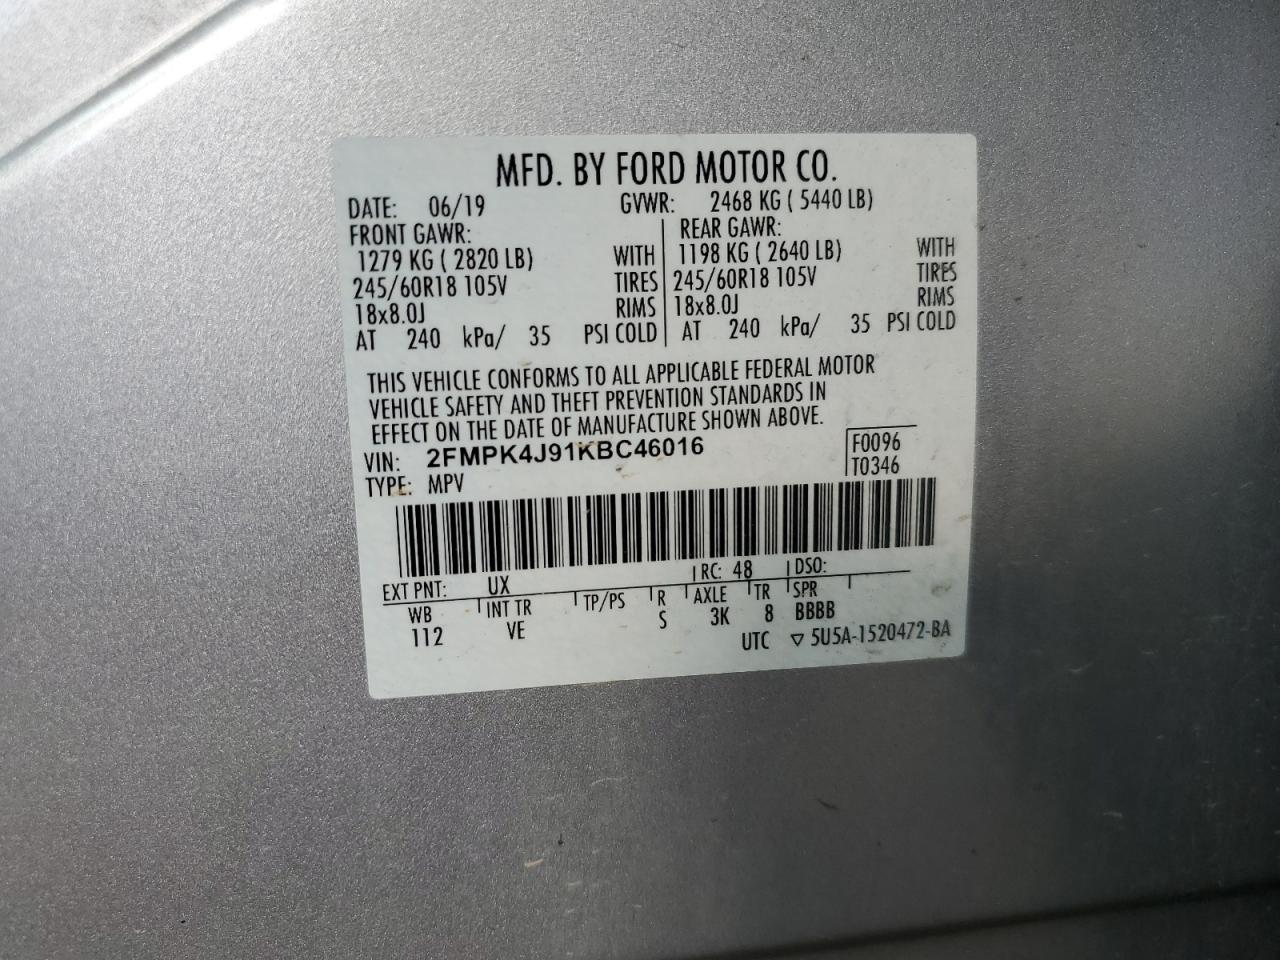 MFD. BY FORD MOTOR CO.
DATE: 06/19 GVWR: 2468 KG ( 5440 LB)
FRONT GAWR: REAR GAWR:
1279 KG ( 2820 LB) WITH 1198 KG ( 2640 LB) WITH
245/60R18 105V TIRES 245/60R18 105V TIRES
18x8.0J RIMS 18x8.0J RIMS
AT 240 kPa/ 35 PSI COLD AT 240 kPa/ 35 PSI COLD
THIS VEHICLE CONFORMS TO ALL APPLICABLE FEDERAL MOTOR
VEHICLE SAFETY AND THEFT PREVENTION STANDARDS IN
EFFECT ON THE DATE OF MANUFACTURE SHOWN ABOVE.
VIN: 2FMPK4J91KBC46016 F0096
TYPE: MPV T0346
EXT PNT: UX RC: 48 DSO:
WB INT TR TP/PS R AXLE TR SPR
112 VE S 3K 8 BBBB
UTC ▽ 5U5A-1520472-BA